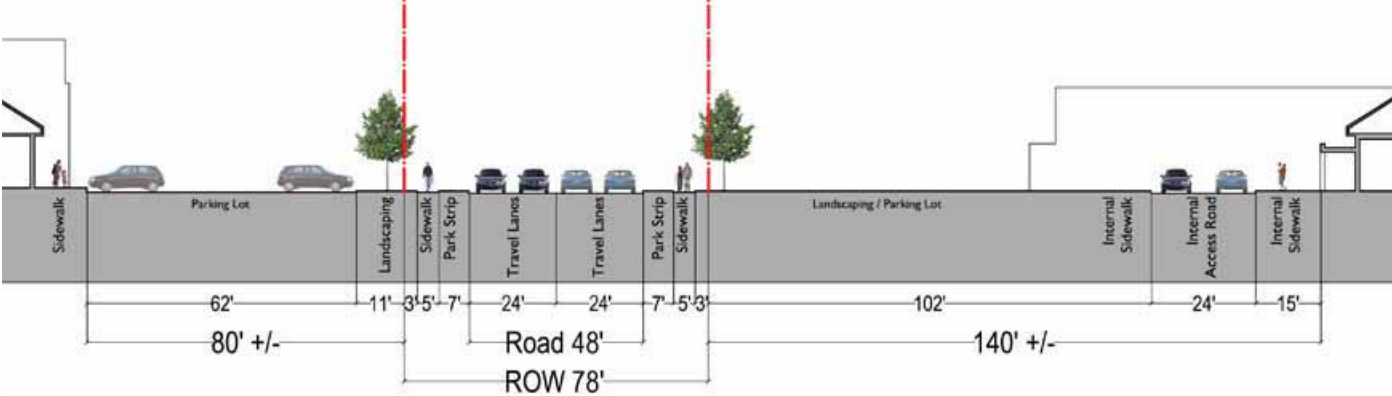 Sidewalk
Parking Lot
Landscaping
Sidewalk
Park Strip
Travel Lanes
Travel Lanes
Park Strip
Sidewalk
Landscaping / Parking Lot
Internal
Sidewalk
Internal
Access Road
Internal
Sidewalk
62' 11' 3' 5' 7' 24' 24' 7' 5' 3' 102' 24' 15'
80' +/- Road 48' 140' +/-
ROW 78'